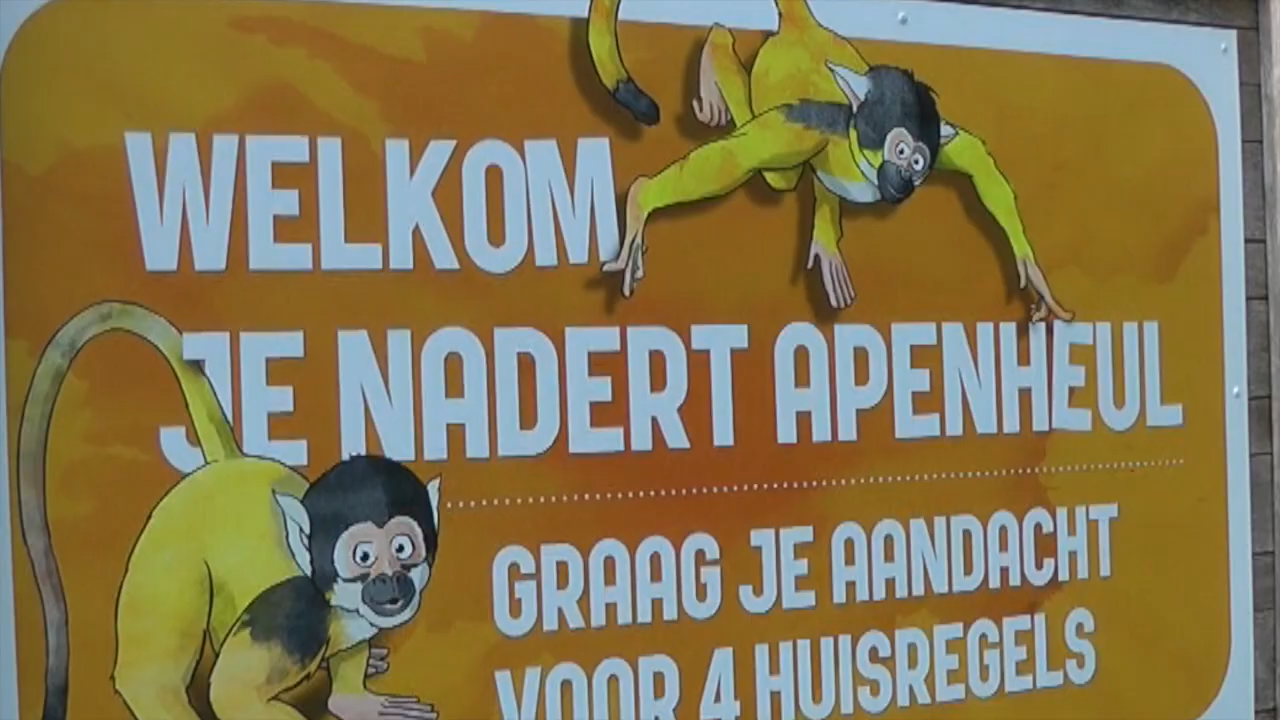 WELKOM
JE NADERT APENHEUL
GRAAG JE AANDACHT
VOOR 4 HUISREGELS